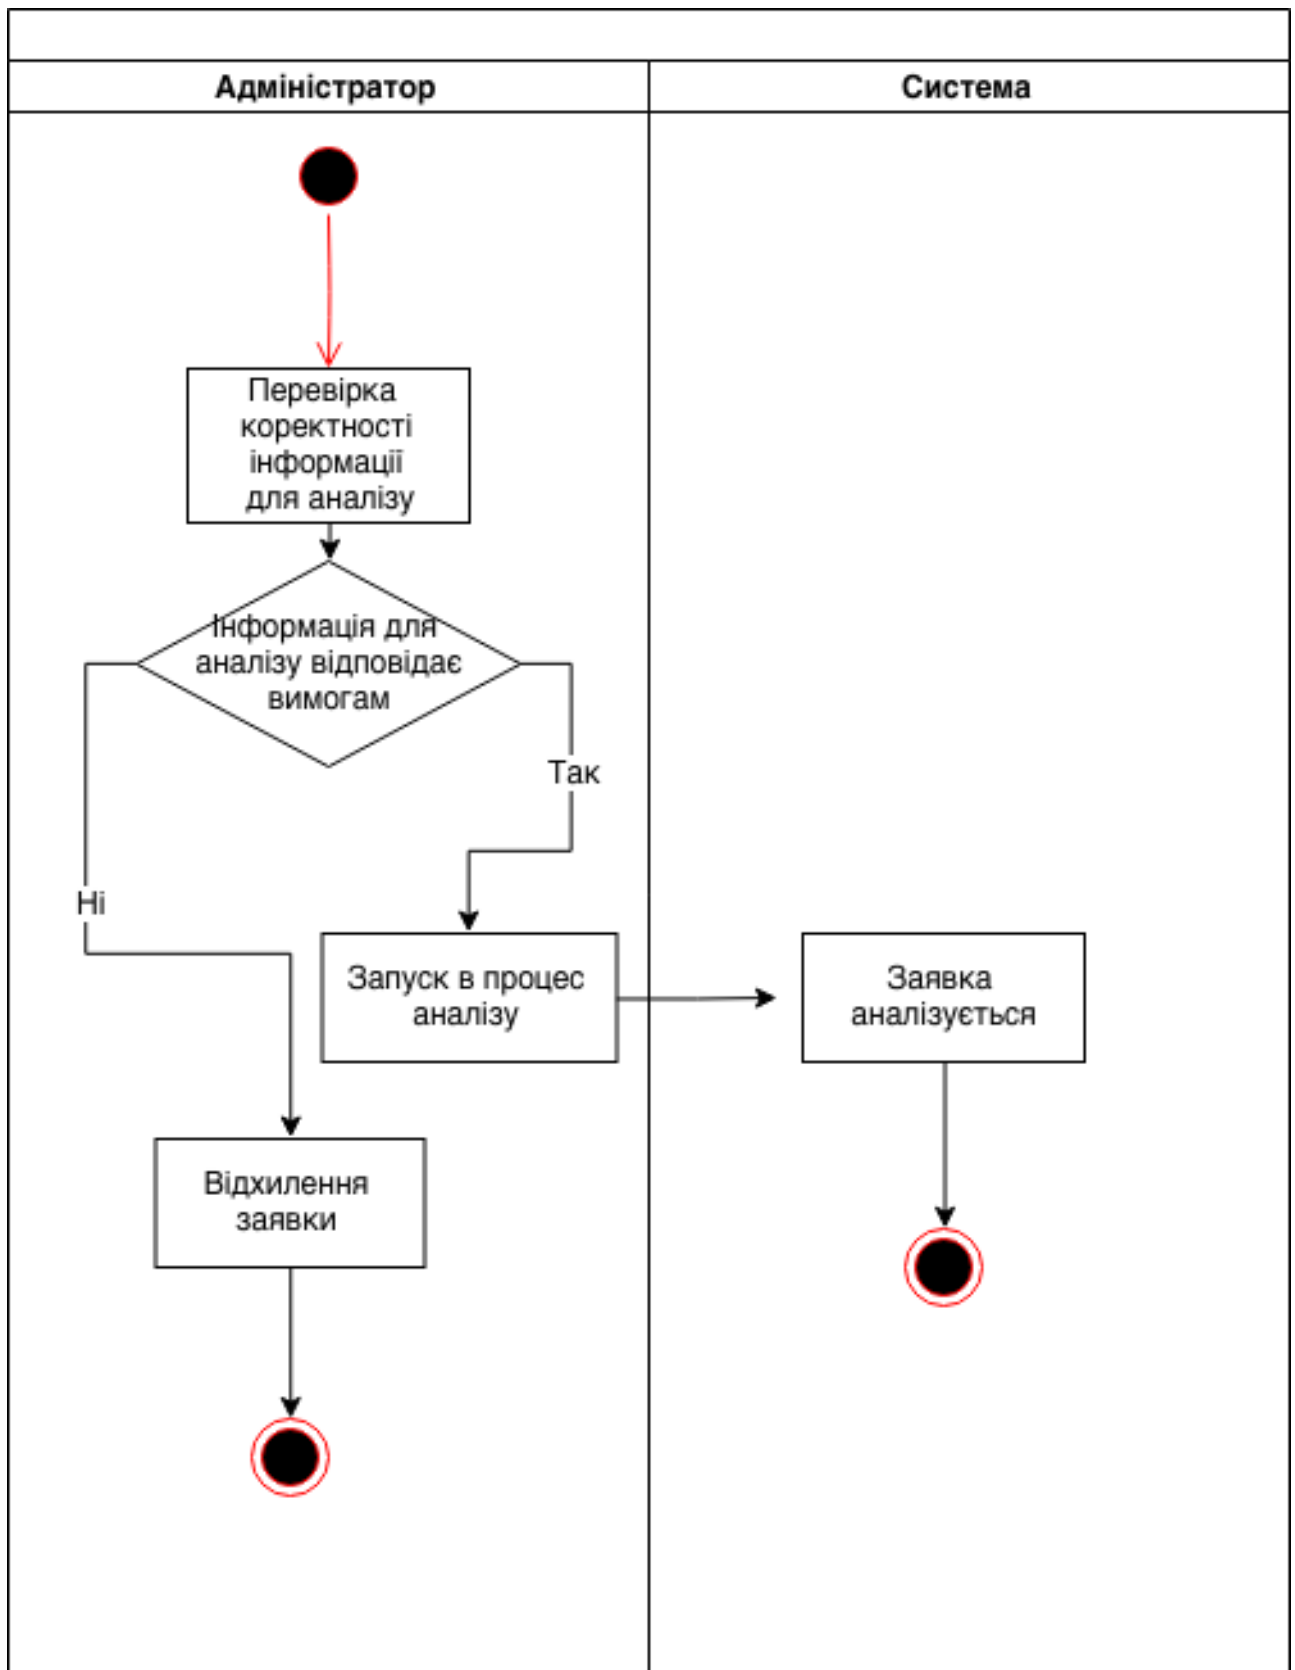 Адміністратор
Система
Перевірка
коректності
інформації
для аналізу
Інформація для
аналізу відповідає
вимогам
Так
Ні
Запуск в процес
аналізу
Заявка
аналізується
Відхилення
заявки